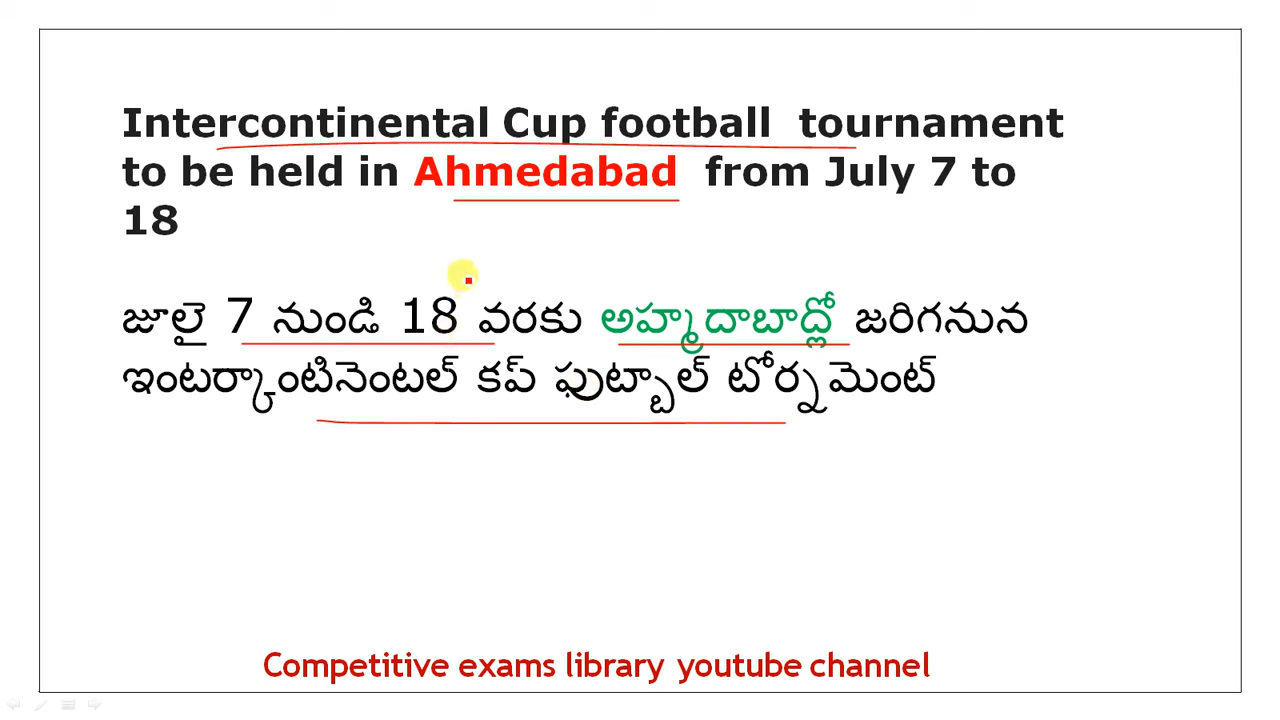 Intercontinental Cup football tournament
to be held in Ahmedabad from July 7 to
18
జూలై 7 నుండి 18 వరకు అహ్మదాబాద్లో జరిగనున
ఇంటర్కాంటినెంటల్ కప్ ఫుట్బాల్ టోర్నమెంట్
Competitive exams library youtube channel